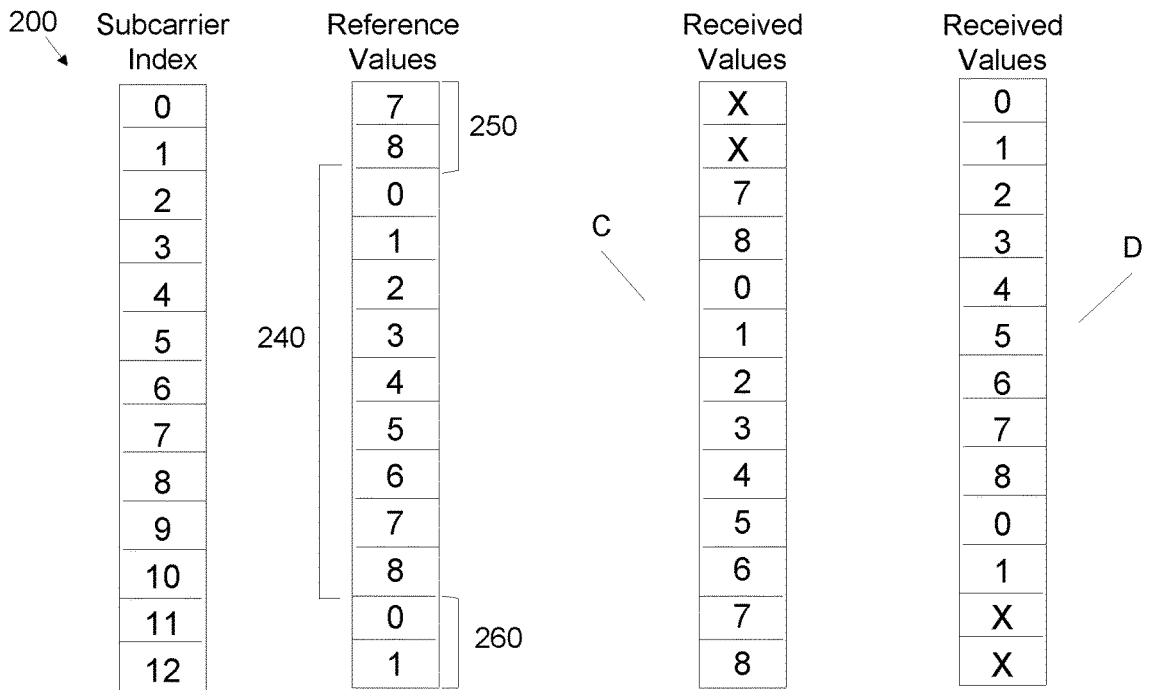 200 Subcarrier Reference Received Received
Index Values Values Values
0 7 X 0
250
1 8 X 1
2 0 7 2
C
3 1 8 3
D
4 2 0 4
240
5 3 1 5
6 4 2 6
7 5 3 7
8 6 4 8
9 7 5 0
10 8 6 1
11 0 7 X
260
12 1 8 X